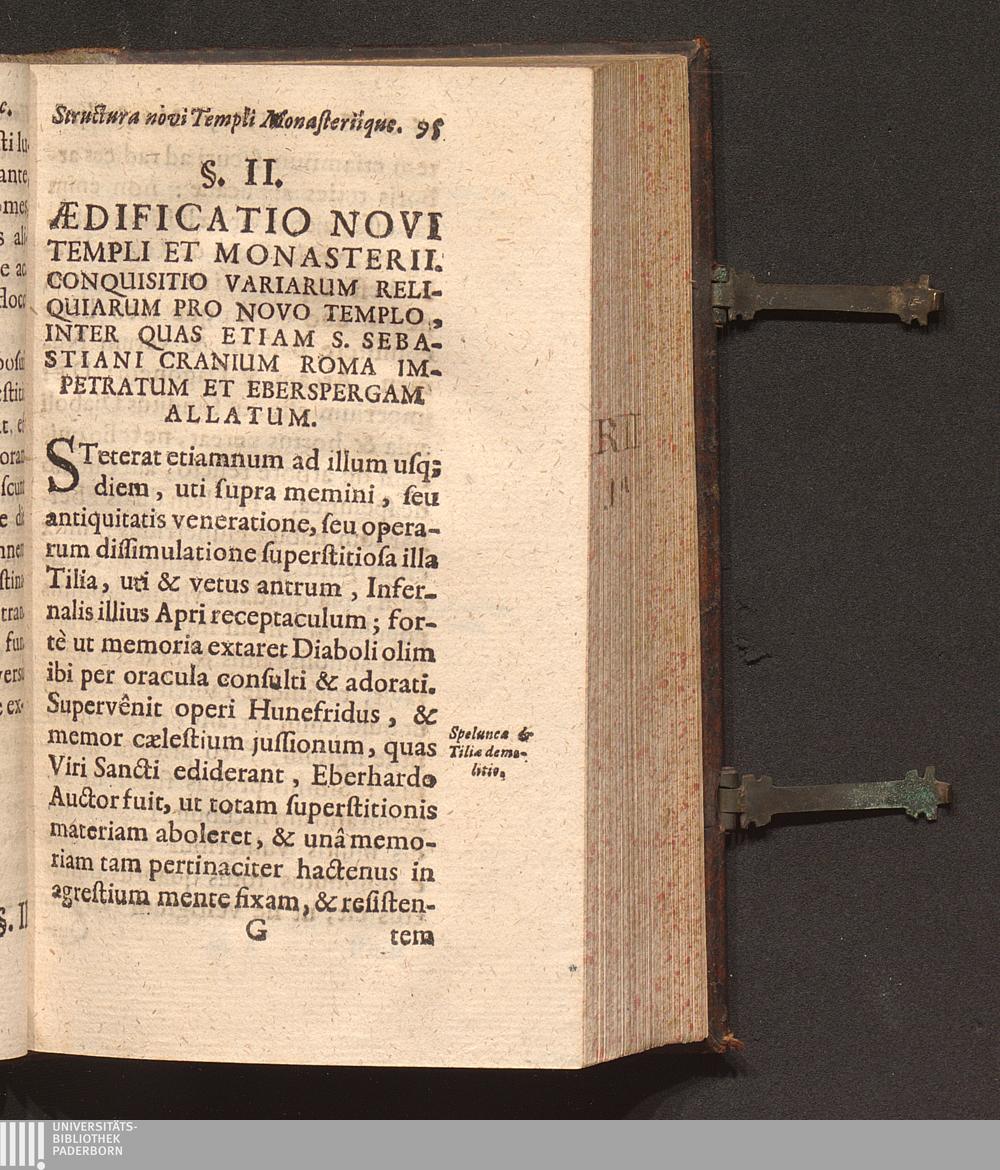 Structura novi Templi Monasteriique. 95
§. II.
ÆDIFICATIO NOVI
TEMPLI ET MONASTERII.
CONQUISITIO VARIARUM RELI-
QUIARUM PRO NOVO TEMPLO,
INTER QUAS ETIAM S. SEBA-
STIANI CRANIUM ROMA IM-
PETRATUM ET EBERSPERGAM
ALLATUM.
STeterat etiamnum ad illum usq;
diem, uti supra memini, seu
antiquitatis veneratione, seu opera-
rum dissimulatione superstitiosa illa
Tilia, uti & vetus antrum, Infer-
nalis illius Apri receptaculum; for-
tè ut memoria extaret Diaboli olim
ibi per oracula consulti & adorati.
Supervênit operi Hunefridus, &
memor cælestium jussionum, quas
Viri Sancti ediderant, Eberhardo
Auctor fuit, ut totam superstitionis
materiam aboleret, & unâ memo-
riam tam pertinaciter hactenus in
agrestium mente fixam, & resisten-
G tem
Spelunca &
Tiliæ demo-
litio.
UNIVERSITÄTS-
BIBLIOTHEK
PADERBORN